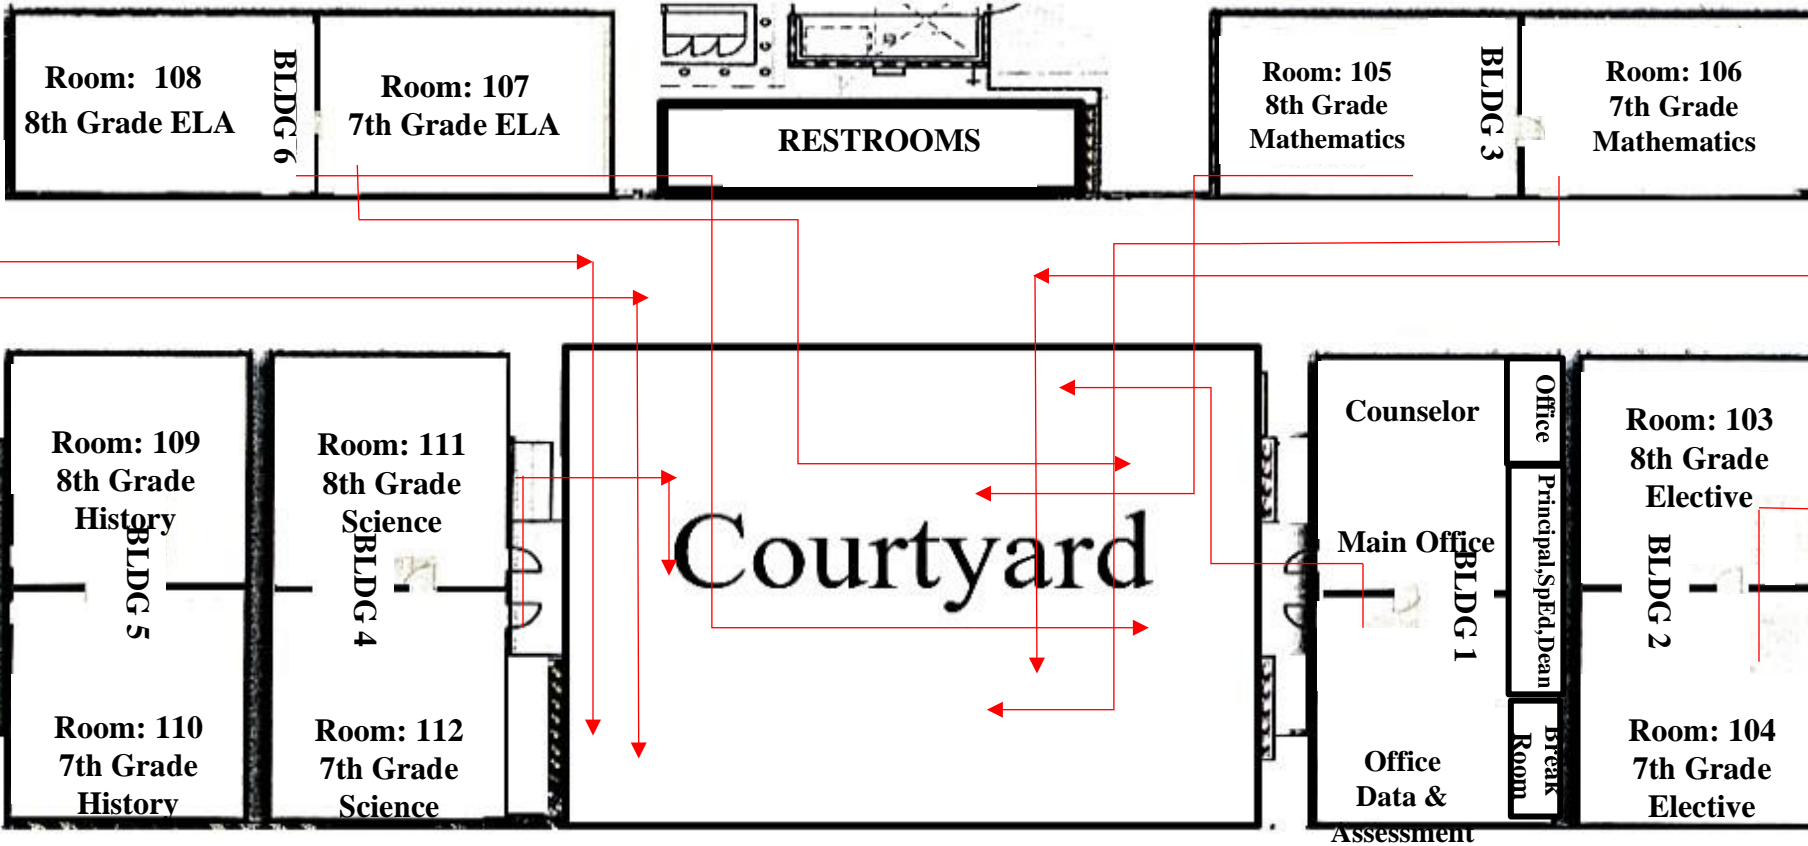 Room: 108
8th Grade ELA
BLDG 6
Room: 107
7th Grade ELA
RESTROOMS
Room: 105
8th Grade
Mathematics
BLDG 3
Room: 106
7th Grade
Mathematics
Room: 109
8th Grade
History
BLDG 5
Room: 110
7th Grade
History
Room: 111
8th Grade
Science
BLDG 4
Room: 112
7th Grade
Science
Courtyard
Counselor
Main Office
BLDG 1
Office
Data &
Assessment
Office
Principal,SpEd,Dean
Break
Room
Room: 103
8th Grade
Elective
BLDG 2
Room: 104
7th Grade
Elective